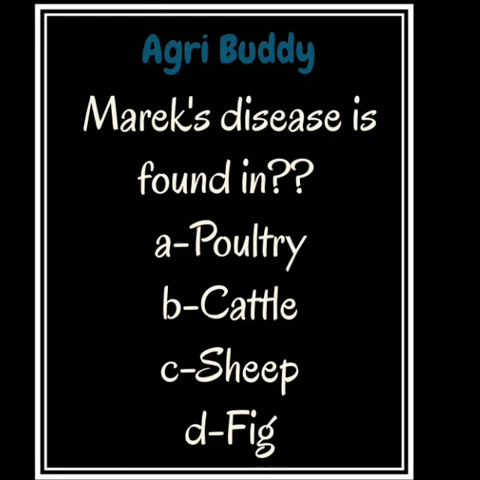 Agri Buddy
Marek's disease is
found in??
a-Poultry
b-Cattle
c-Sheep
d-Fig